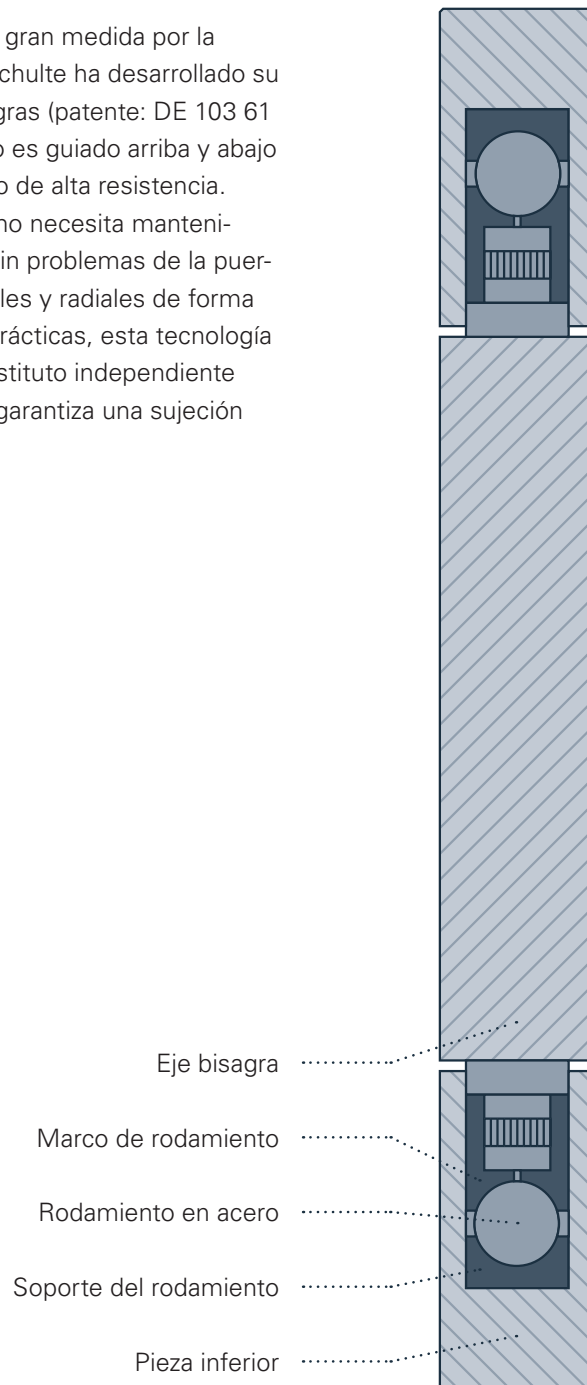 gran medida por la
chulte ha desarrollado su
gras (patente: DE 103 61
o es guiado arriba y abajo
o de alta resistencia.
no necesita manteni-
in problemas de la puer-
les y radiales de forma
rácticas, esta tecnología
stituto independiente
garantiza una sujeción
Eje bisagra
Marco de rodamiento
Rodamiento en acero
Soporte del rodamiento
Pieza inferior